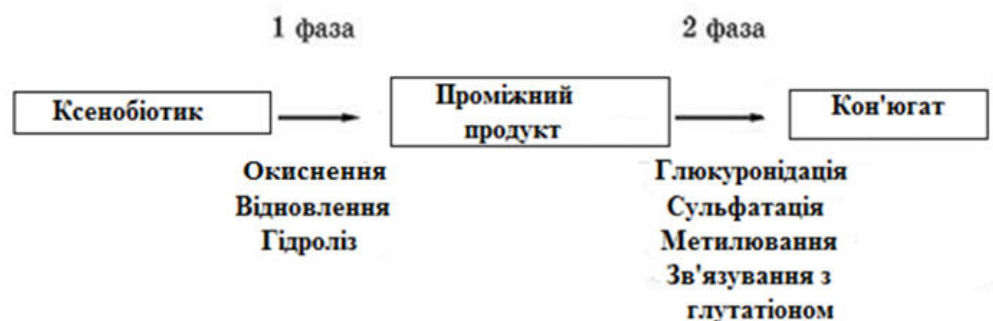 1 фаза
2 фаза
Ксенобіотик
Проміжний
продукт
Кон'югат
Окиснення
Відновлення
Гідроліз
Глюкуронідація
Сульфатація
Метилювання
Зв'язування з
глутатіоном